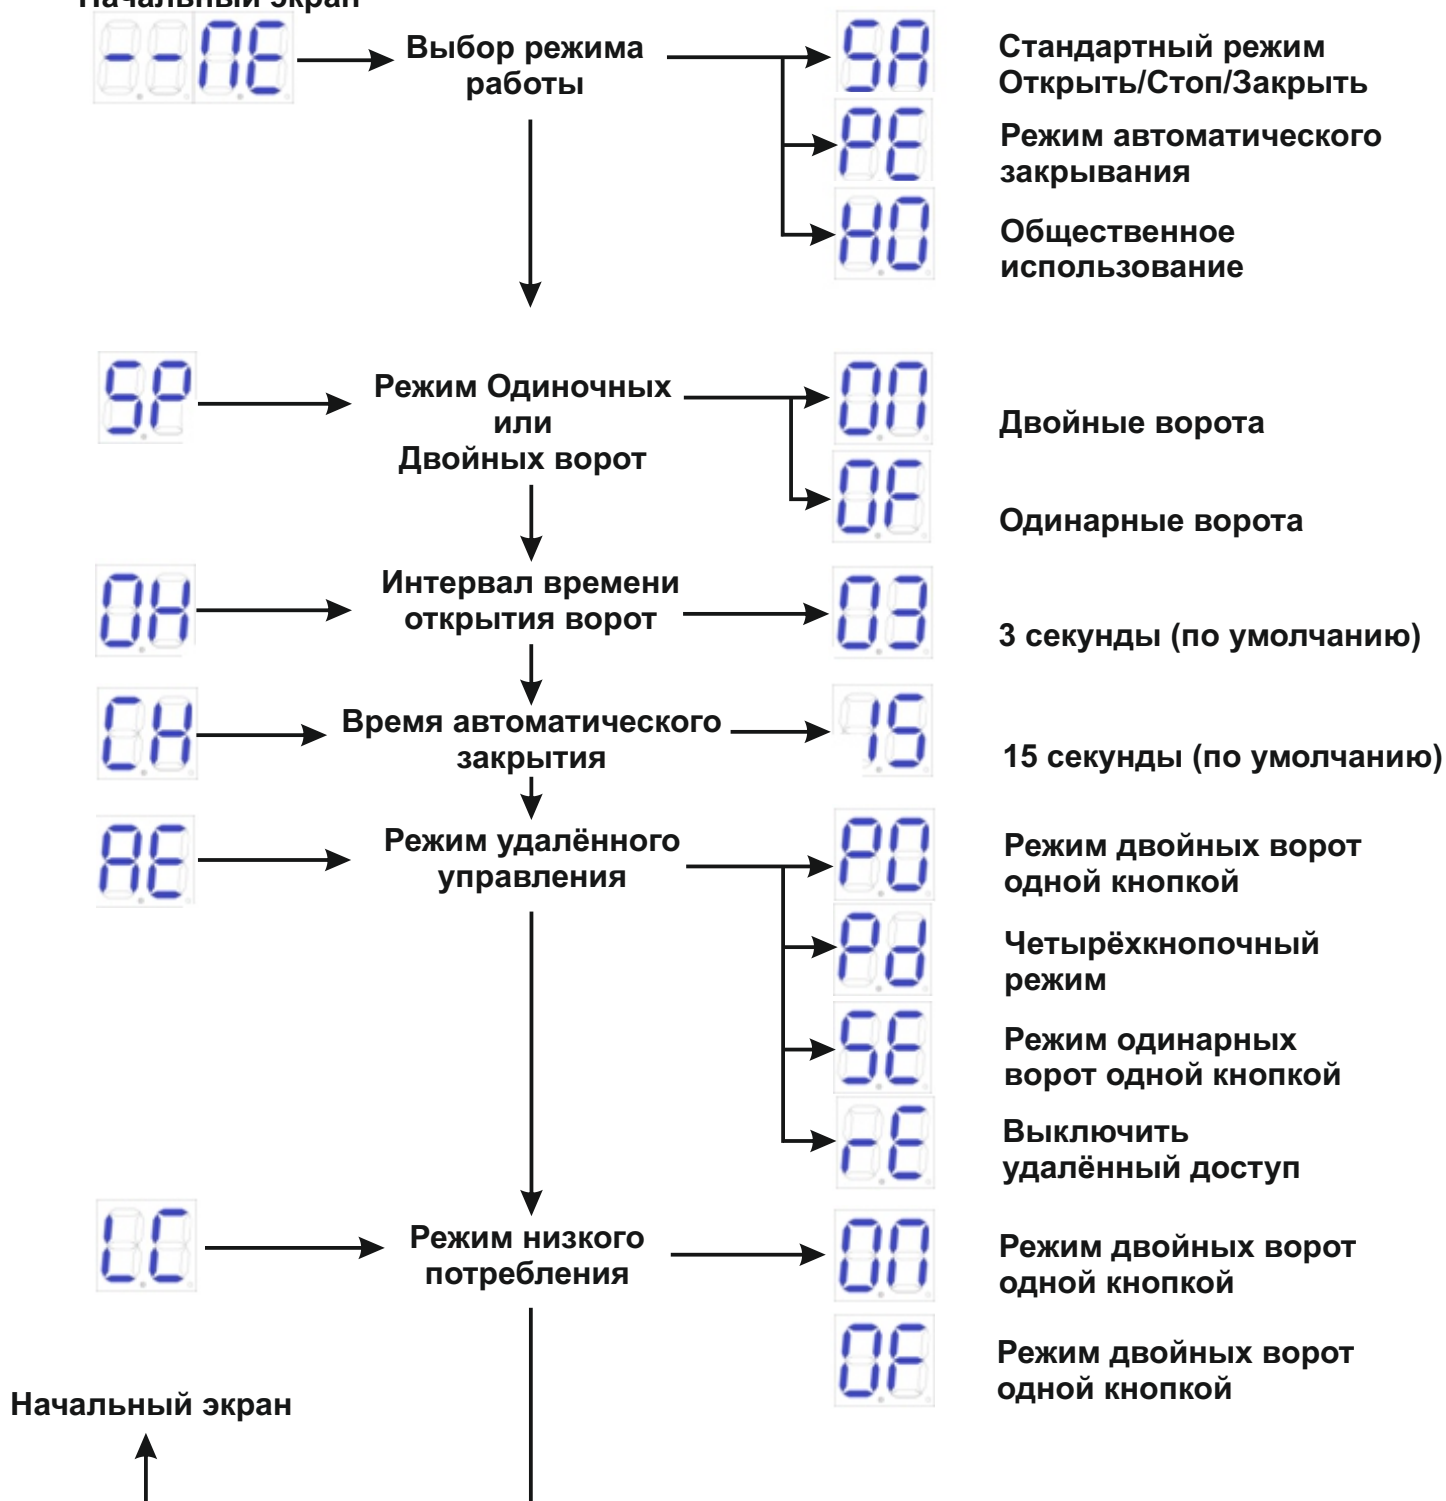 Начальный экран
--ПE
Выбор режима
работы
SA
Стандартный режим
Открыть/Стоп/Закрыть
PE
Режим автоматического
закрывания
HO
Общественное
использование
SP
Режим Одиночных
или
Двойных ворот
OП
Двойные ворота
OF
Одинарные ворота
OH
Интервал времени
открытия ворот
03
3 секунды (по умолчанию)
CH
Время автоматического
закрытия
15
15 секунды (по умолчанию)
AE
Режим удалённого
управления
PO
Режим двойных ворот
одной кнопкой
Pd
Четырёхкнопочный
режим
SE
Режим одинарных
ворот одной кнопкой
rE
Выключить
удалённый доступ
LC
Режим низкого
потребления
OП
Режим двойных ворот
одной кнопкой
OF
Режим двойных ворот
одной кнопкой
Начальный экран